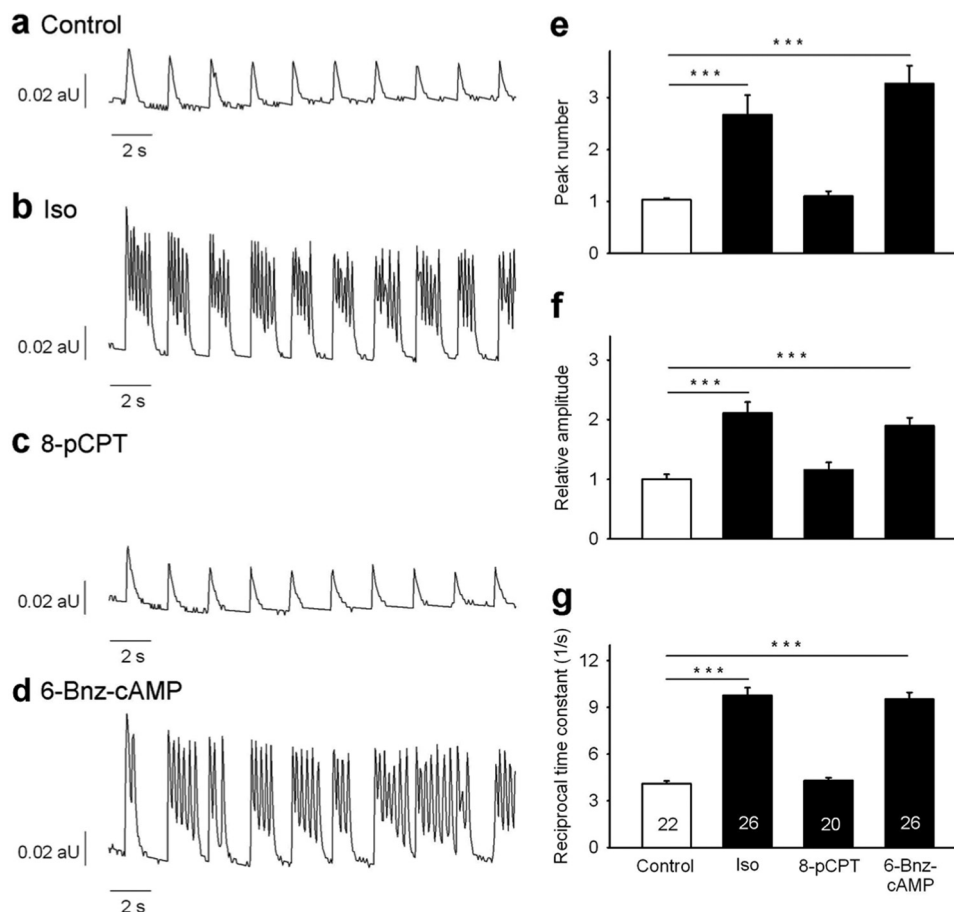 a Control
0.02 aU
2 s
b Iso
0.02 aU
2 s
c 8-pCPT
0.02 aU
2 s
d 6-Bnz-cAMP
0.02 aU
2 s
e
Peak number
3
2
1
0
* * *
* * *
f
Relative amplitude
3
2
1
0
* * *
* * *
g
Reciprocal time constant (1/s)
12
9
6
3
0
* * *
* * *
22 26 20 26
Control Iso 8-pCPT 6-Bnz-
cAMP